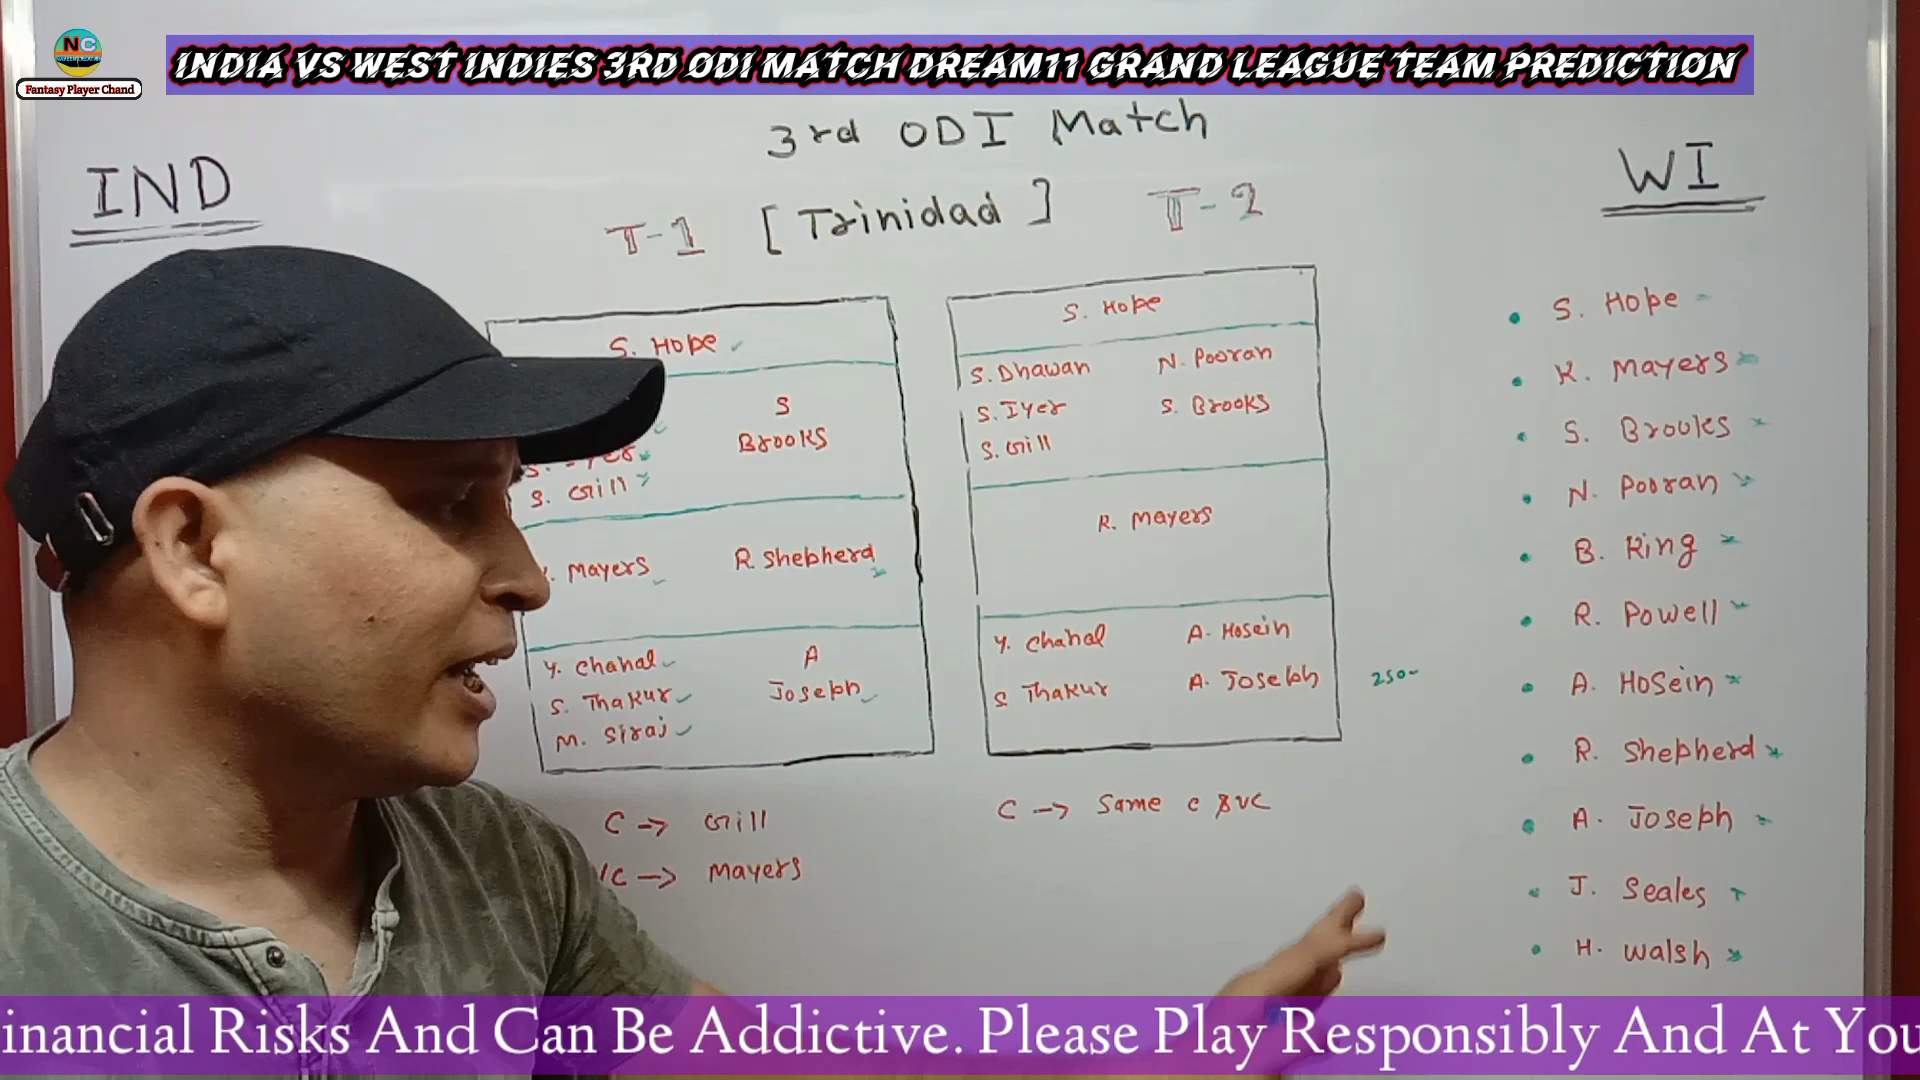 NC
Fantasy Player Chand
INDIA VS WEST INDIES 3RD ODI MATCH DREAM11 GRAND LEAGUE TEAM PREDICTION
3rd ODI Match
IND
WI
T-1 [Trinidad] T-2
S. Hope
S
Brooks
S. Gill
Mayers R. Shepherd
Y. Chahal A
S. Thakur Joseph
M. Siraj
C → Gill
VC → Mayers
S. Hope
S. Dhawan N. Pooran
S. Iyer S. Brooks
S. Gill
K. Mayers
Y. Chahal A. Hosein
S Thakur A. Joseph
250-
C → Same C & VC
• S. Hope
• K. Mayers
• S. Brooks
• N. Pooran
• B. King
• R. Powell
• A. Hosein
• R. Shepherd
• A. Joseph
• J. Seales
• H. Walsh
inancial Risks And Can Be Addictive. Please Play Responsibly And At You